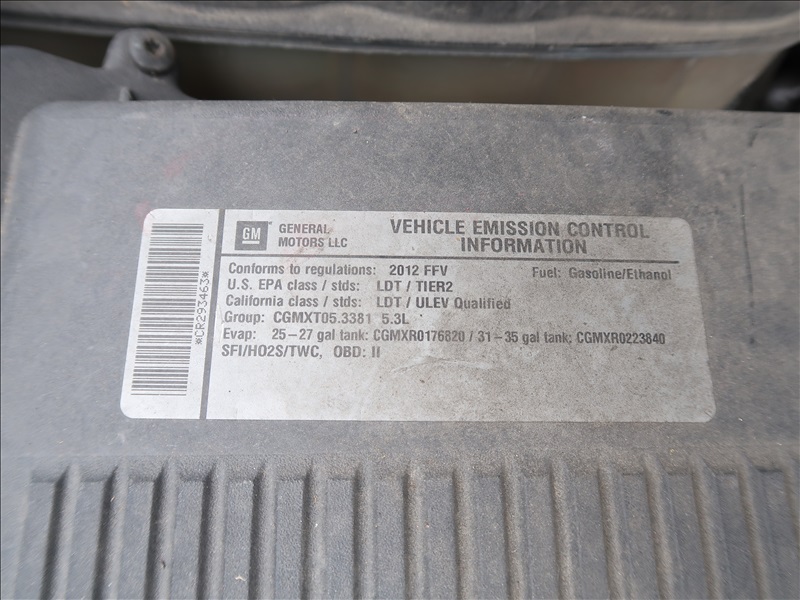 GM
GENERAL
MOTORS LLC
VEHICLE EMISSION CONTROL
INFORMATION
Conforms to regulations: 2012 FFV Fuel: Gasoline/Ethanol
U.S. EPA class / stds: LDT / TIER2
California class / stds: LDT / ULEV Qualified
Group: CGMXT05.3381 5.3L
Evap: 25-27 gal tank: CGMXR0176820 / 31-35 gal tank; CGMXR0223840
SFI/HO2S/TWC, OBD: II
*CR293463*